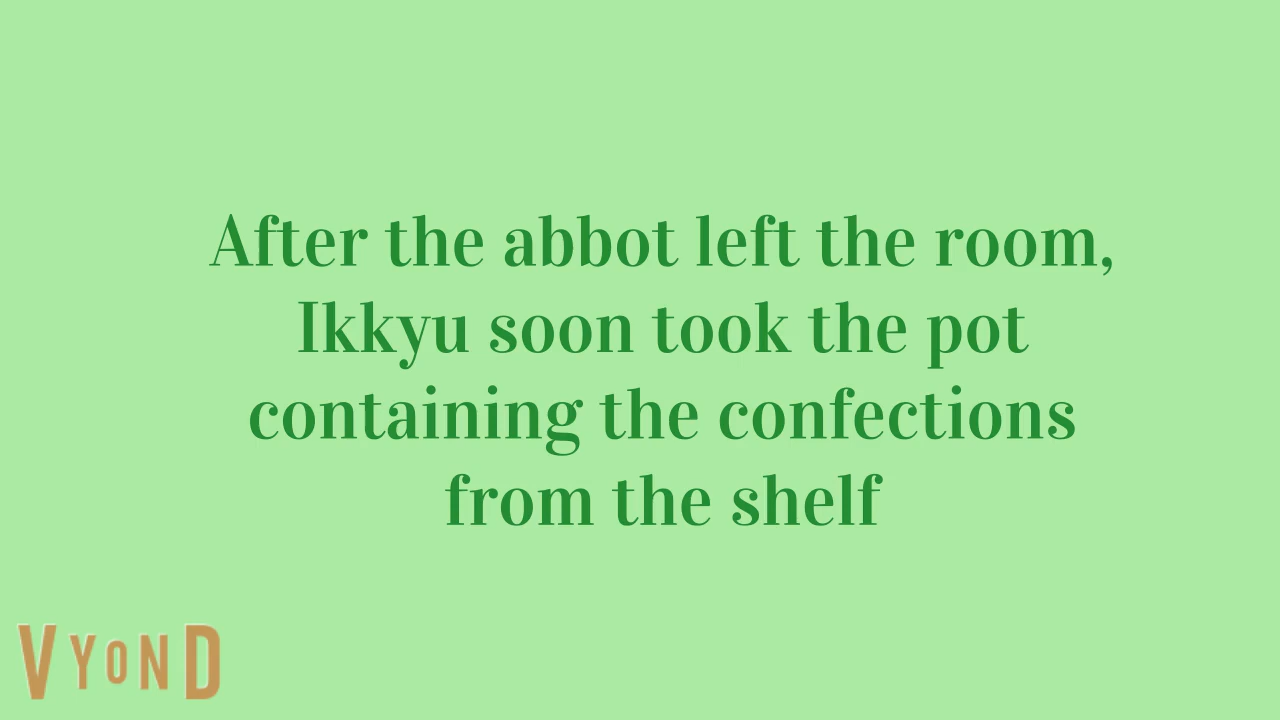 After the abbot left the room,
Ikkyu soon took the pot
containing the confections
from the shelf
VYOND